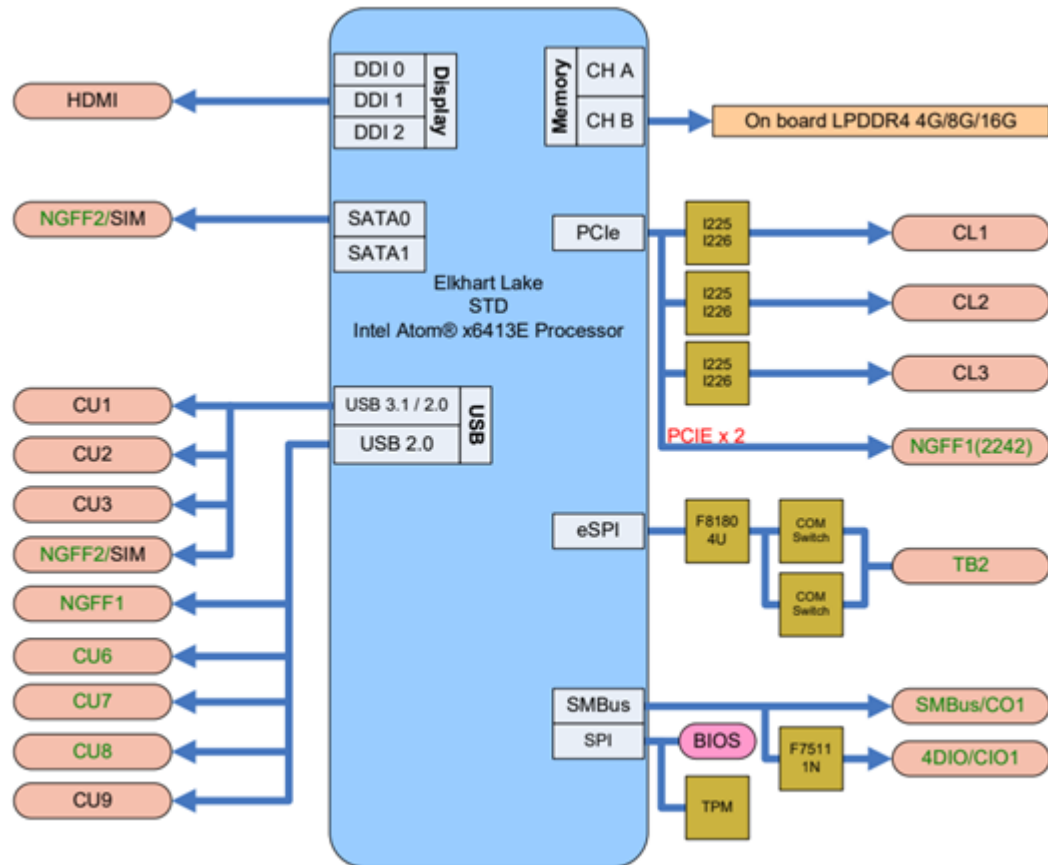 DDI 0
DDI 1
DDI 2
Display
Memory
CH A
CH B
HDMI
On board LPDDR4 4G/8G/16G
NGFF2/SIM
SATA0
SATA1
PCIe
I225
I226
CL1
Elkhart Lake
STD
Intel Atom® x6413E Processor
I225
I226
CL2
I225
I226
CL3
CU1
USB 3.1 / 2.0
USB 2.0
USB
PCIE x 2
NGFF1(2242)
CU2
CU3
NGFF2/SIM
eSPI
F8180
4U
COM
Switch
COM
Switch
TB2
NGFF1
CU6
CU7
CU8
CU9
SMBus
SPI
SMBus/CO1
BIOS
F7511
1N
4DIO/CIO1
TPM